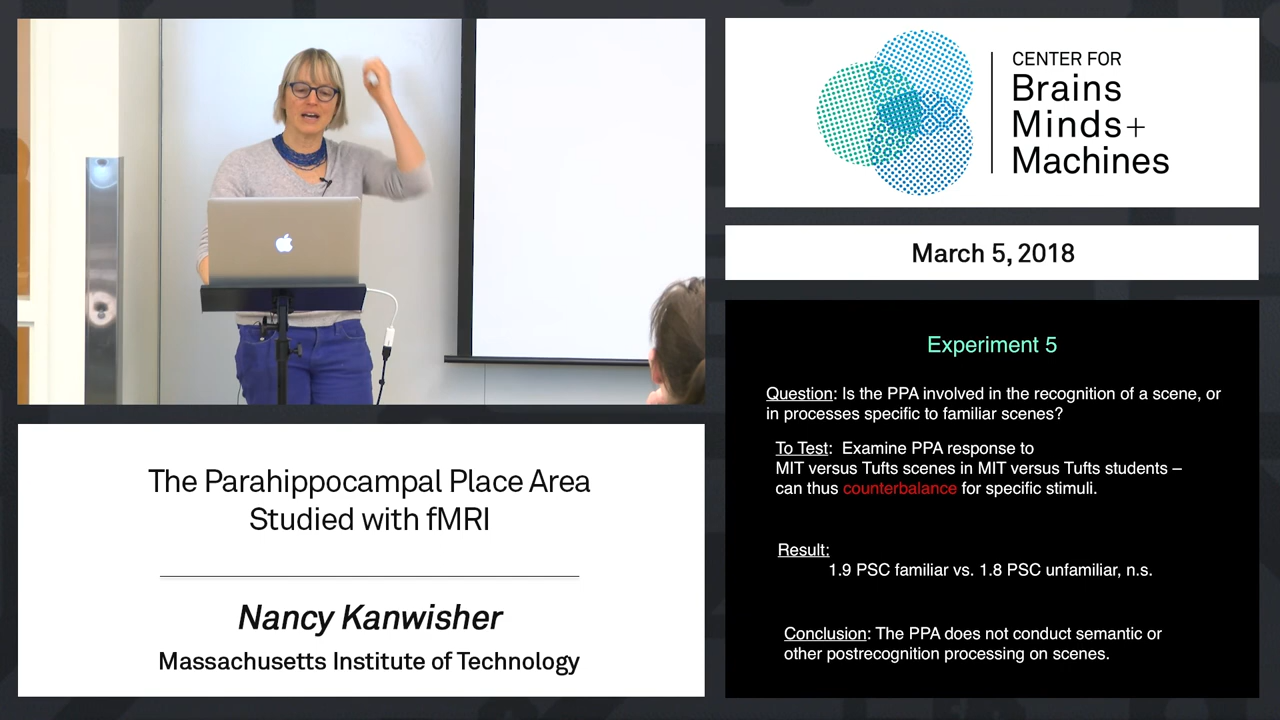 CENTER FOR
Brains
Minds+
Machines
March 5, 2018
The Parahippocampal Place Area
Studied with fMRI
Nancy Kanwisher
Massachusetts Institute of Technology
Experiment 5
Question: Is the PPA involved in the recognition of a scene, or
in processes specific to familiar scenes?
To Test: Examine PPA response to
MIT versus Tufts scenes in MIT versus Tufts students –
can thus counterbalance for specific stimuli.
Result:
1.9 PSC familiar vs. 1.8 PSC unfamiliar, n.s.
Conclusion: The PPA does not conduct semantic or
other postrecognition processing on scenes.